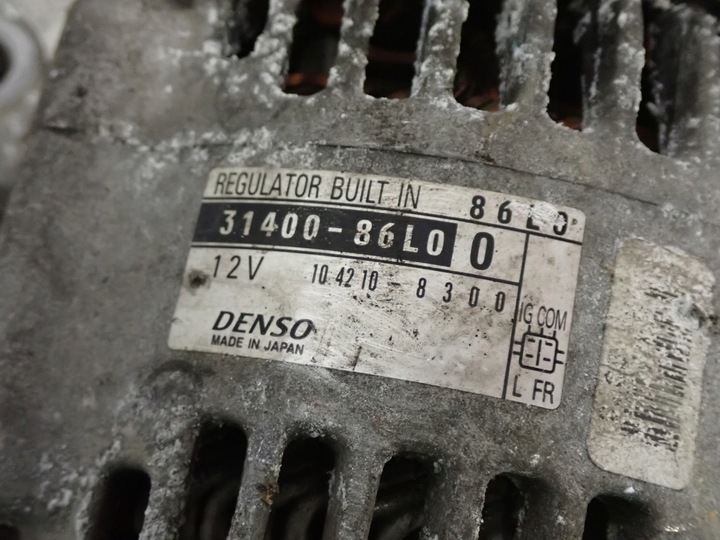 REGULATOR BUILT IN 86L0
31400-86L0 0
12V 104210-8300
IG COM
L FR
DENSO
MADE IN JAPAN